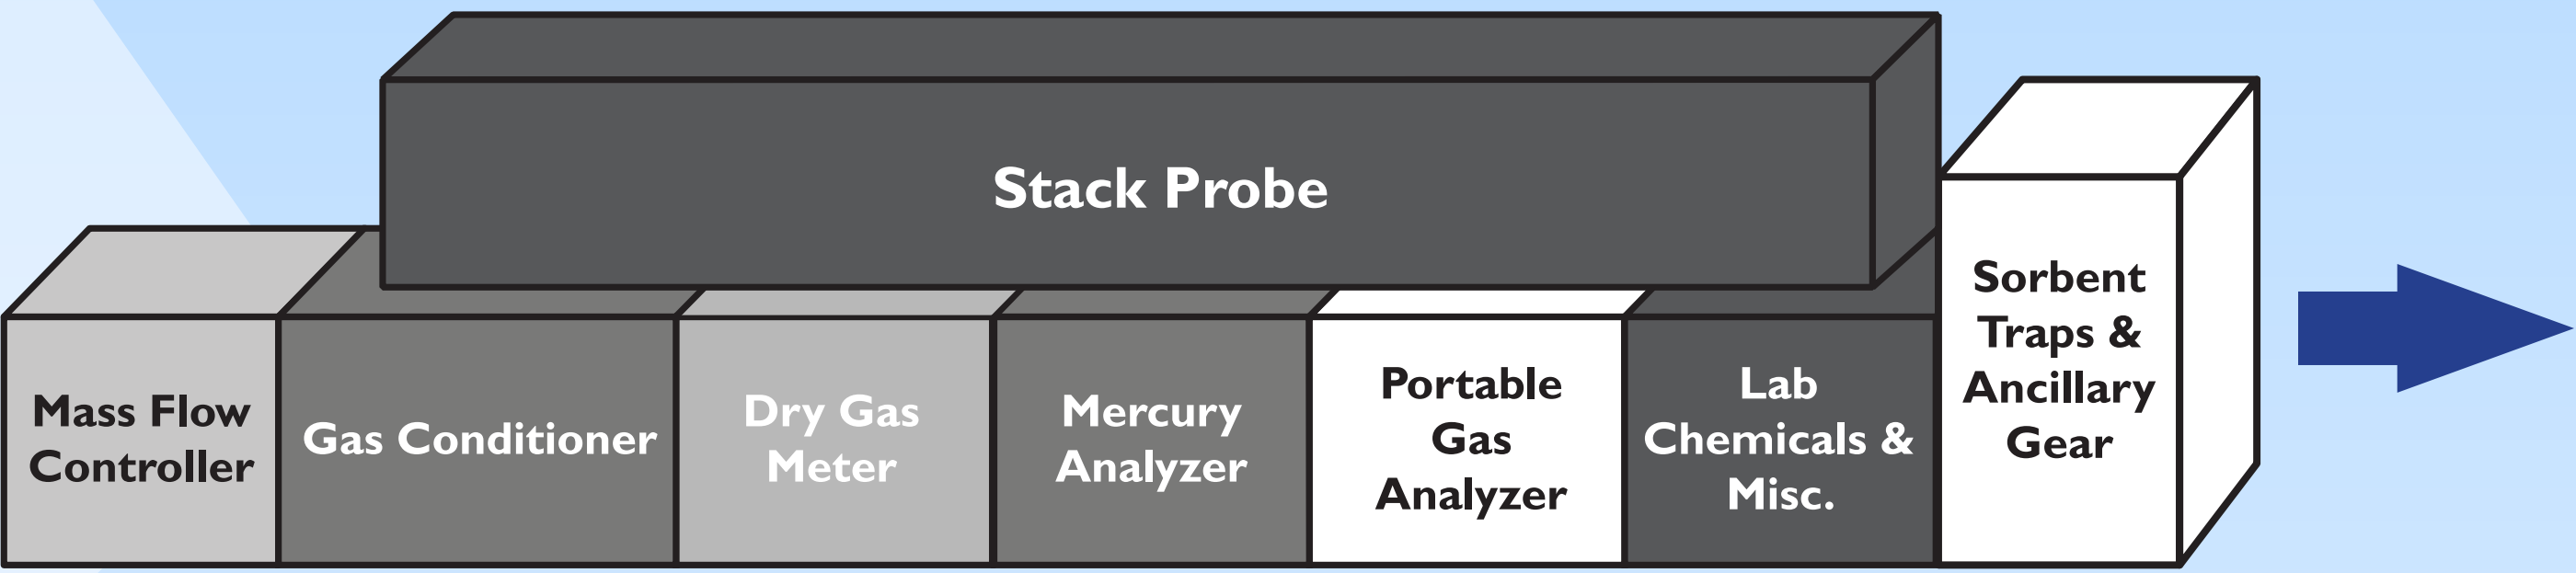 Stack Probe
Mass Flow
Controller
Gas Conditioner
Dry Gas
Meter
Mercury
Analyzer
Portable
Gas
Analyzer
Lab
Chemicals &
Misc.
Sorbent
Traps &
Ancillary
Gear